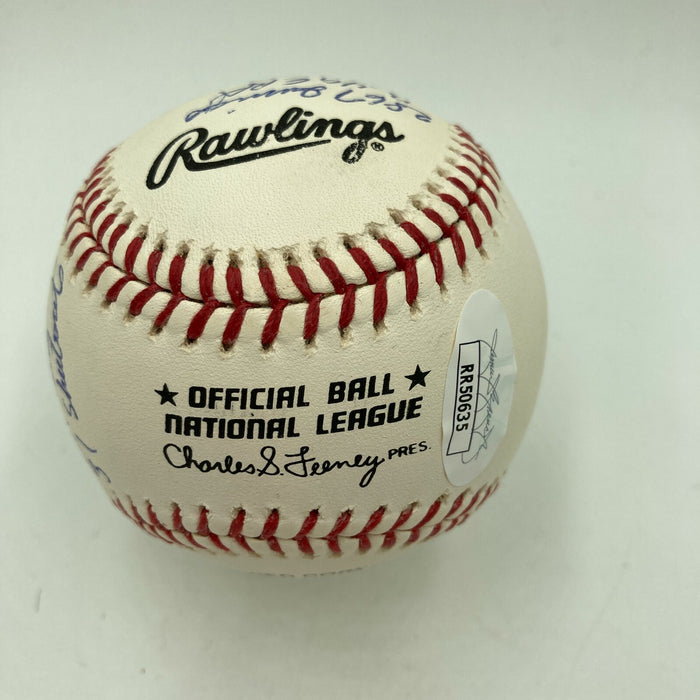 Rawlings®
★ OFFICIAL BALL ★
NATIONAL LEAGUE
Charles S. Feeney PRES.
RR50635